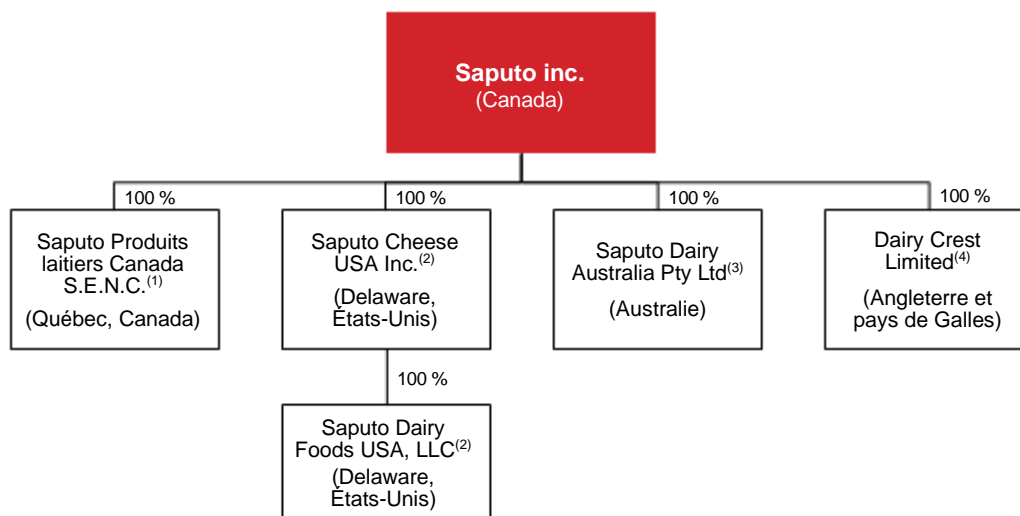 Saputo inc.
(Canada)
100 %
100 %
100 %
100 %
Saputo Produits
laitiers Canada
S.E.N.C.(1)
(Québec, Canada)
Saputo Cheese
USA Inc.(2)
(Delaware,
États-Unis)
Saputo Dairy
Australia Pty Ltd(3)
(Australie)
Dairy Crest
Limited(4)
(Angleterre et
pays de Galles)
100 %
Saputo Dairy
Foods USA, LLC(2)
(Delaware,
États-Unis)